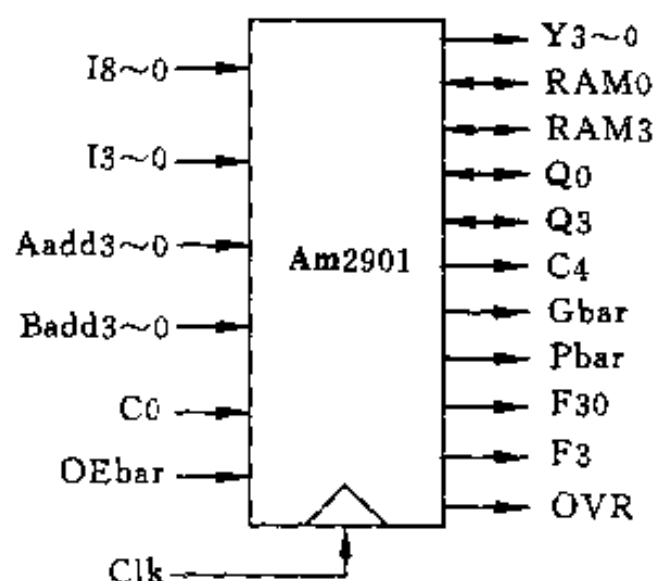 I8~0
I3~0
Aadd3~0
Badd3~0
C0
OEbar
Clk
Am2901
Y3~0
RAM0
RAM3
Q0
Q3
C4
Gbar
Pbar
F30
F3
OVR